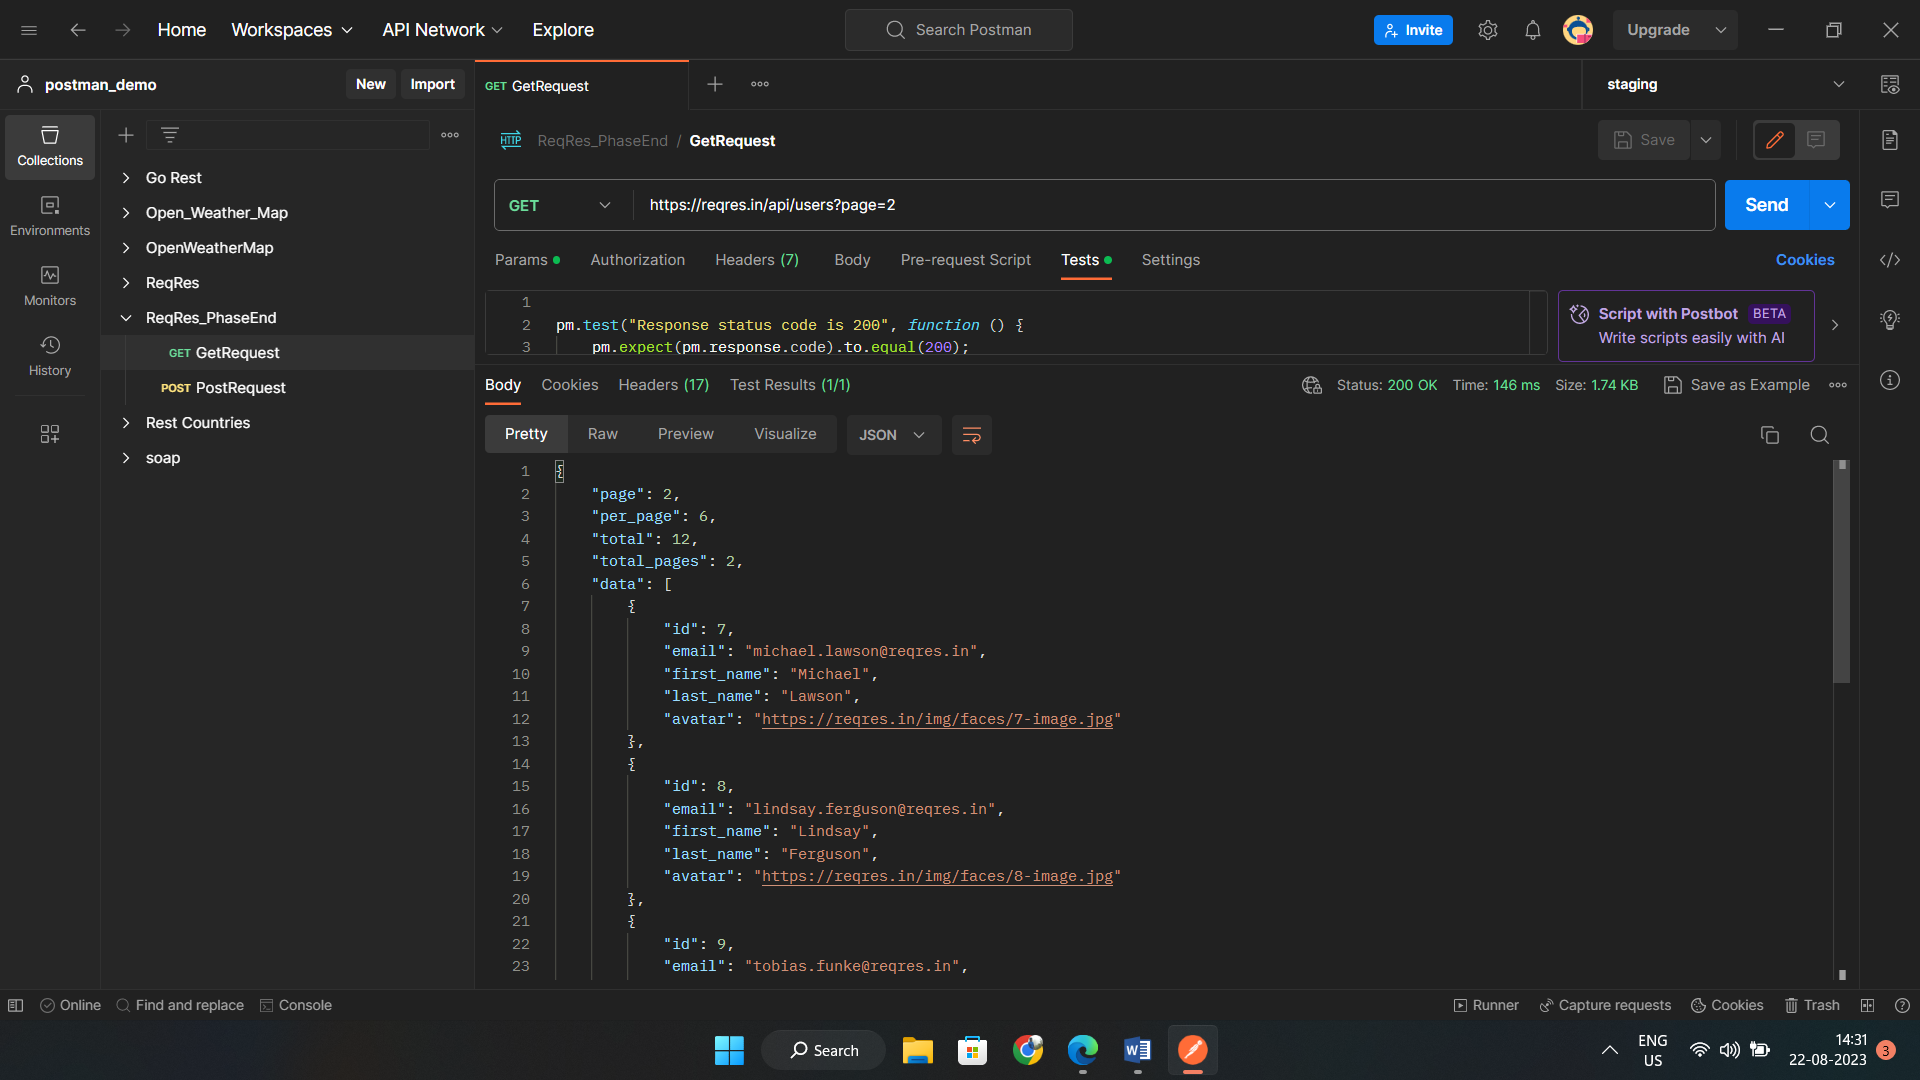 Home Workspaces API Network Explore Search Postman Invite Upgrade
postman_demo New Import GET GetRequest staging
Collections
Environments
Monitors
History
Go Rest
Open_Weather_Map
OpenWeatherMap
ReqRes
ReqRes_PhaseEnd
GET GetRequest
POST PostRequest
Rest Countries
soap
HTTP ReqRes_PhaseEnd / GetRequest Save
GET https://reqres.in/api/users?page=2 Send
Params Authorization Headers (7) Body Pre-request Script Tests Settings Cookies
1
2 pm.test("Response status code is 200", function () {
3 pm.expect(pm.response.code).to.equal(200);
Script with Postbot BETA
Write scripts easily with AI
Body Cookies Headers (17) Test Results (1/1) Status: 200 OK Time: 146 ms Size: 1.74 KB Save as Example
Pretty Raw Preview Visualize JSON
1 {
2 "page": 2,
3 "per_page": 6,
4 "total": 12,
5 "total_pages": 2,
6 "data": [
7 {
8 "id": 7,
9 "email": "michael.lawson@reqres.in",
10 "first_name": "Michael",
11 "last_name": "Lawson",
12 "avatar": "https://reqres.in/img/faces/7-image.jpg"
13 },
14 {
15 "id": 8,
16 "email": "lindsay.ferguson@reqres.in",
17 "first_name": "Lindsay",
18 "last_name": "Ferguson",
19 "avatar": "https://reqres.in/img/faces/8-image.jpg"
20 },
21 {
22 "id": 9,
23 "email": "tobias.funke@reqres.in",
Online Find and replace Console Runner Capture requests Cookies Trash
Search
ENG
US
14:31
22-08-2023
3